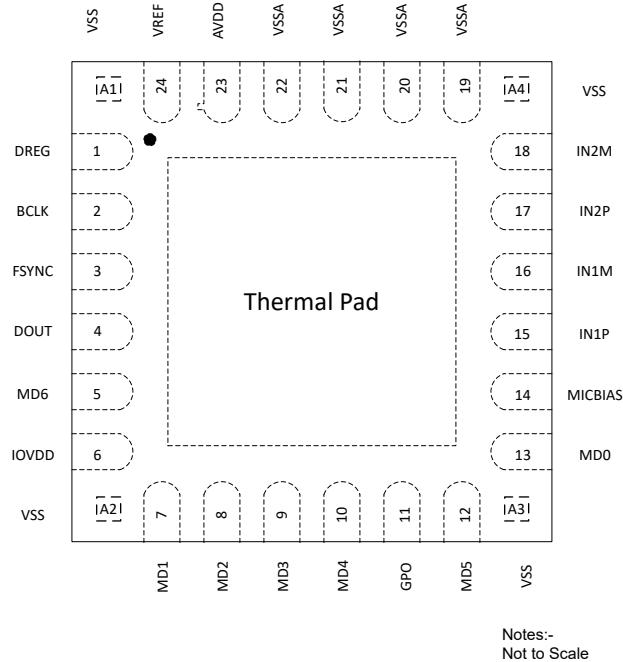 VSS
VREF
AVDD
VSSA
VSSA
VSSA
VSSA
A1
24
23
22
21
20
19
A4
VSS
DREG
1
18
IN2M
BCLK
2
17
IN2P
FSYNC
3
16
IN1M
Thermal Pad
DOUT
4
15
IN1P
MD6
5
14
MICBIAS
IOVDD
6
13
MD0
VSS
A2
7
8
9
10
11
12
A3
MD1
MD2
MD3
MD4
GPO
MD5
VSS
Notes:-
Not to Scale